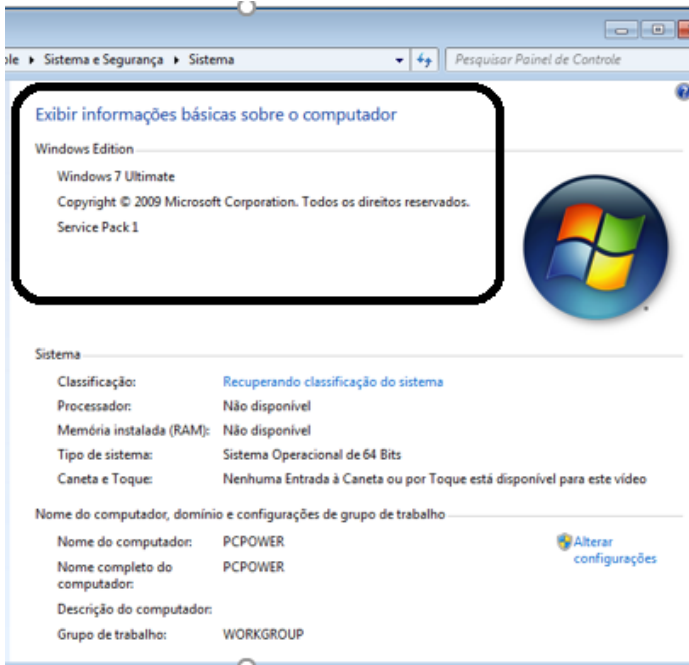 Sistema e Segurança ▸ Sistema
Pesquisar Painel de Controle
Exibir informações básicas sobre o computador
Windows Edition
Windows 7 Ultimate
Copyright © 2009 Microsoft Corporation. Todos os direitos reservados.
Service Pack 1
Sistema
Classificação: Recuperando classificação do sistema
Processador: Não disponível
Memória instalada (RAM): Não disponível
Tipo de sistema: Sistema Operacional de 64 Bits
Caneta e Toque: Nenhuma Entrada à Caneta ou por Toque está disponível para este vídeo
Nome do computador, domínio e configurações de grupo de trabalho
Nome do computador: PCPOWER
Alterar configurações
Nome completo do computador: PCPOWER
Descrição do computador:
Grupo de trabalho: WORKGROUP